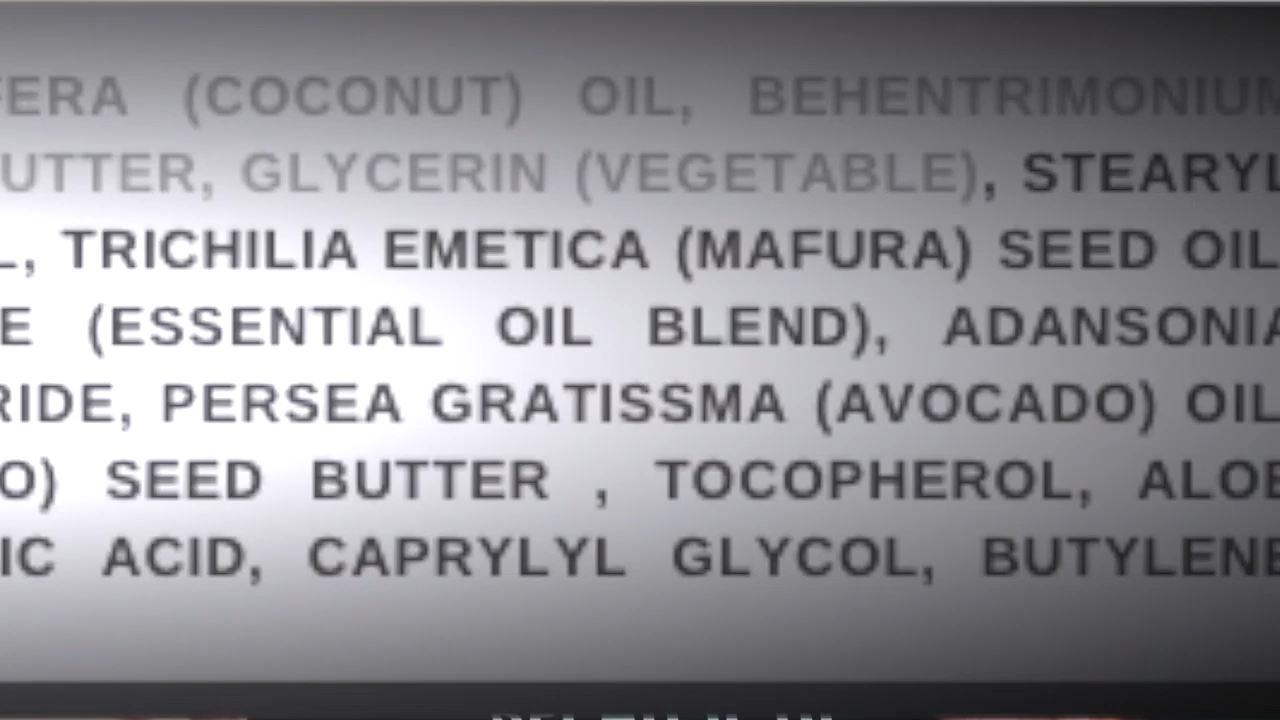 FERA (COCONUT) OIL, BEHENTRIMONIUM
UTTER, GLYCERIN (VEGETABLE), STEARYL
L, TRICHILIA EMETICA (MAFURA) SEED OIL
E (ESSENTIAL OIL BLEND), ADANSONIA
RIDE, PERSEA GRATISSMA (AVOCADO) OIL
O) SEED BUTTER , TOCOPHEROL, ALOE
IC ACID, CAPRYLYL GLYCOL, BUTYLENE